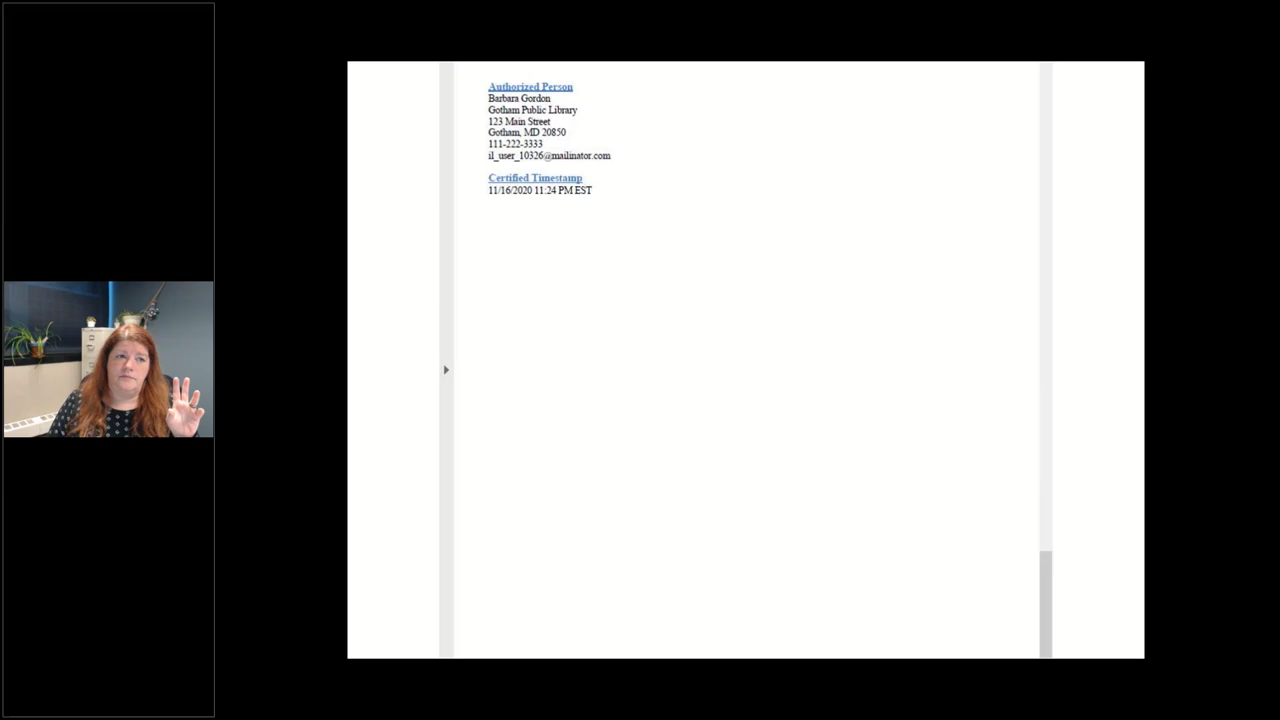 Authorized Person
Barbara Gordon
Gotham Public Library
123 Main Street
Gotham, MD 20850
111-222-3333
il_user_10326@mailinator.com
Certified Timestamp
11/16/2020 11:24 PM EST